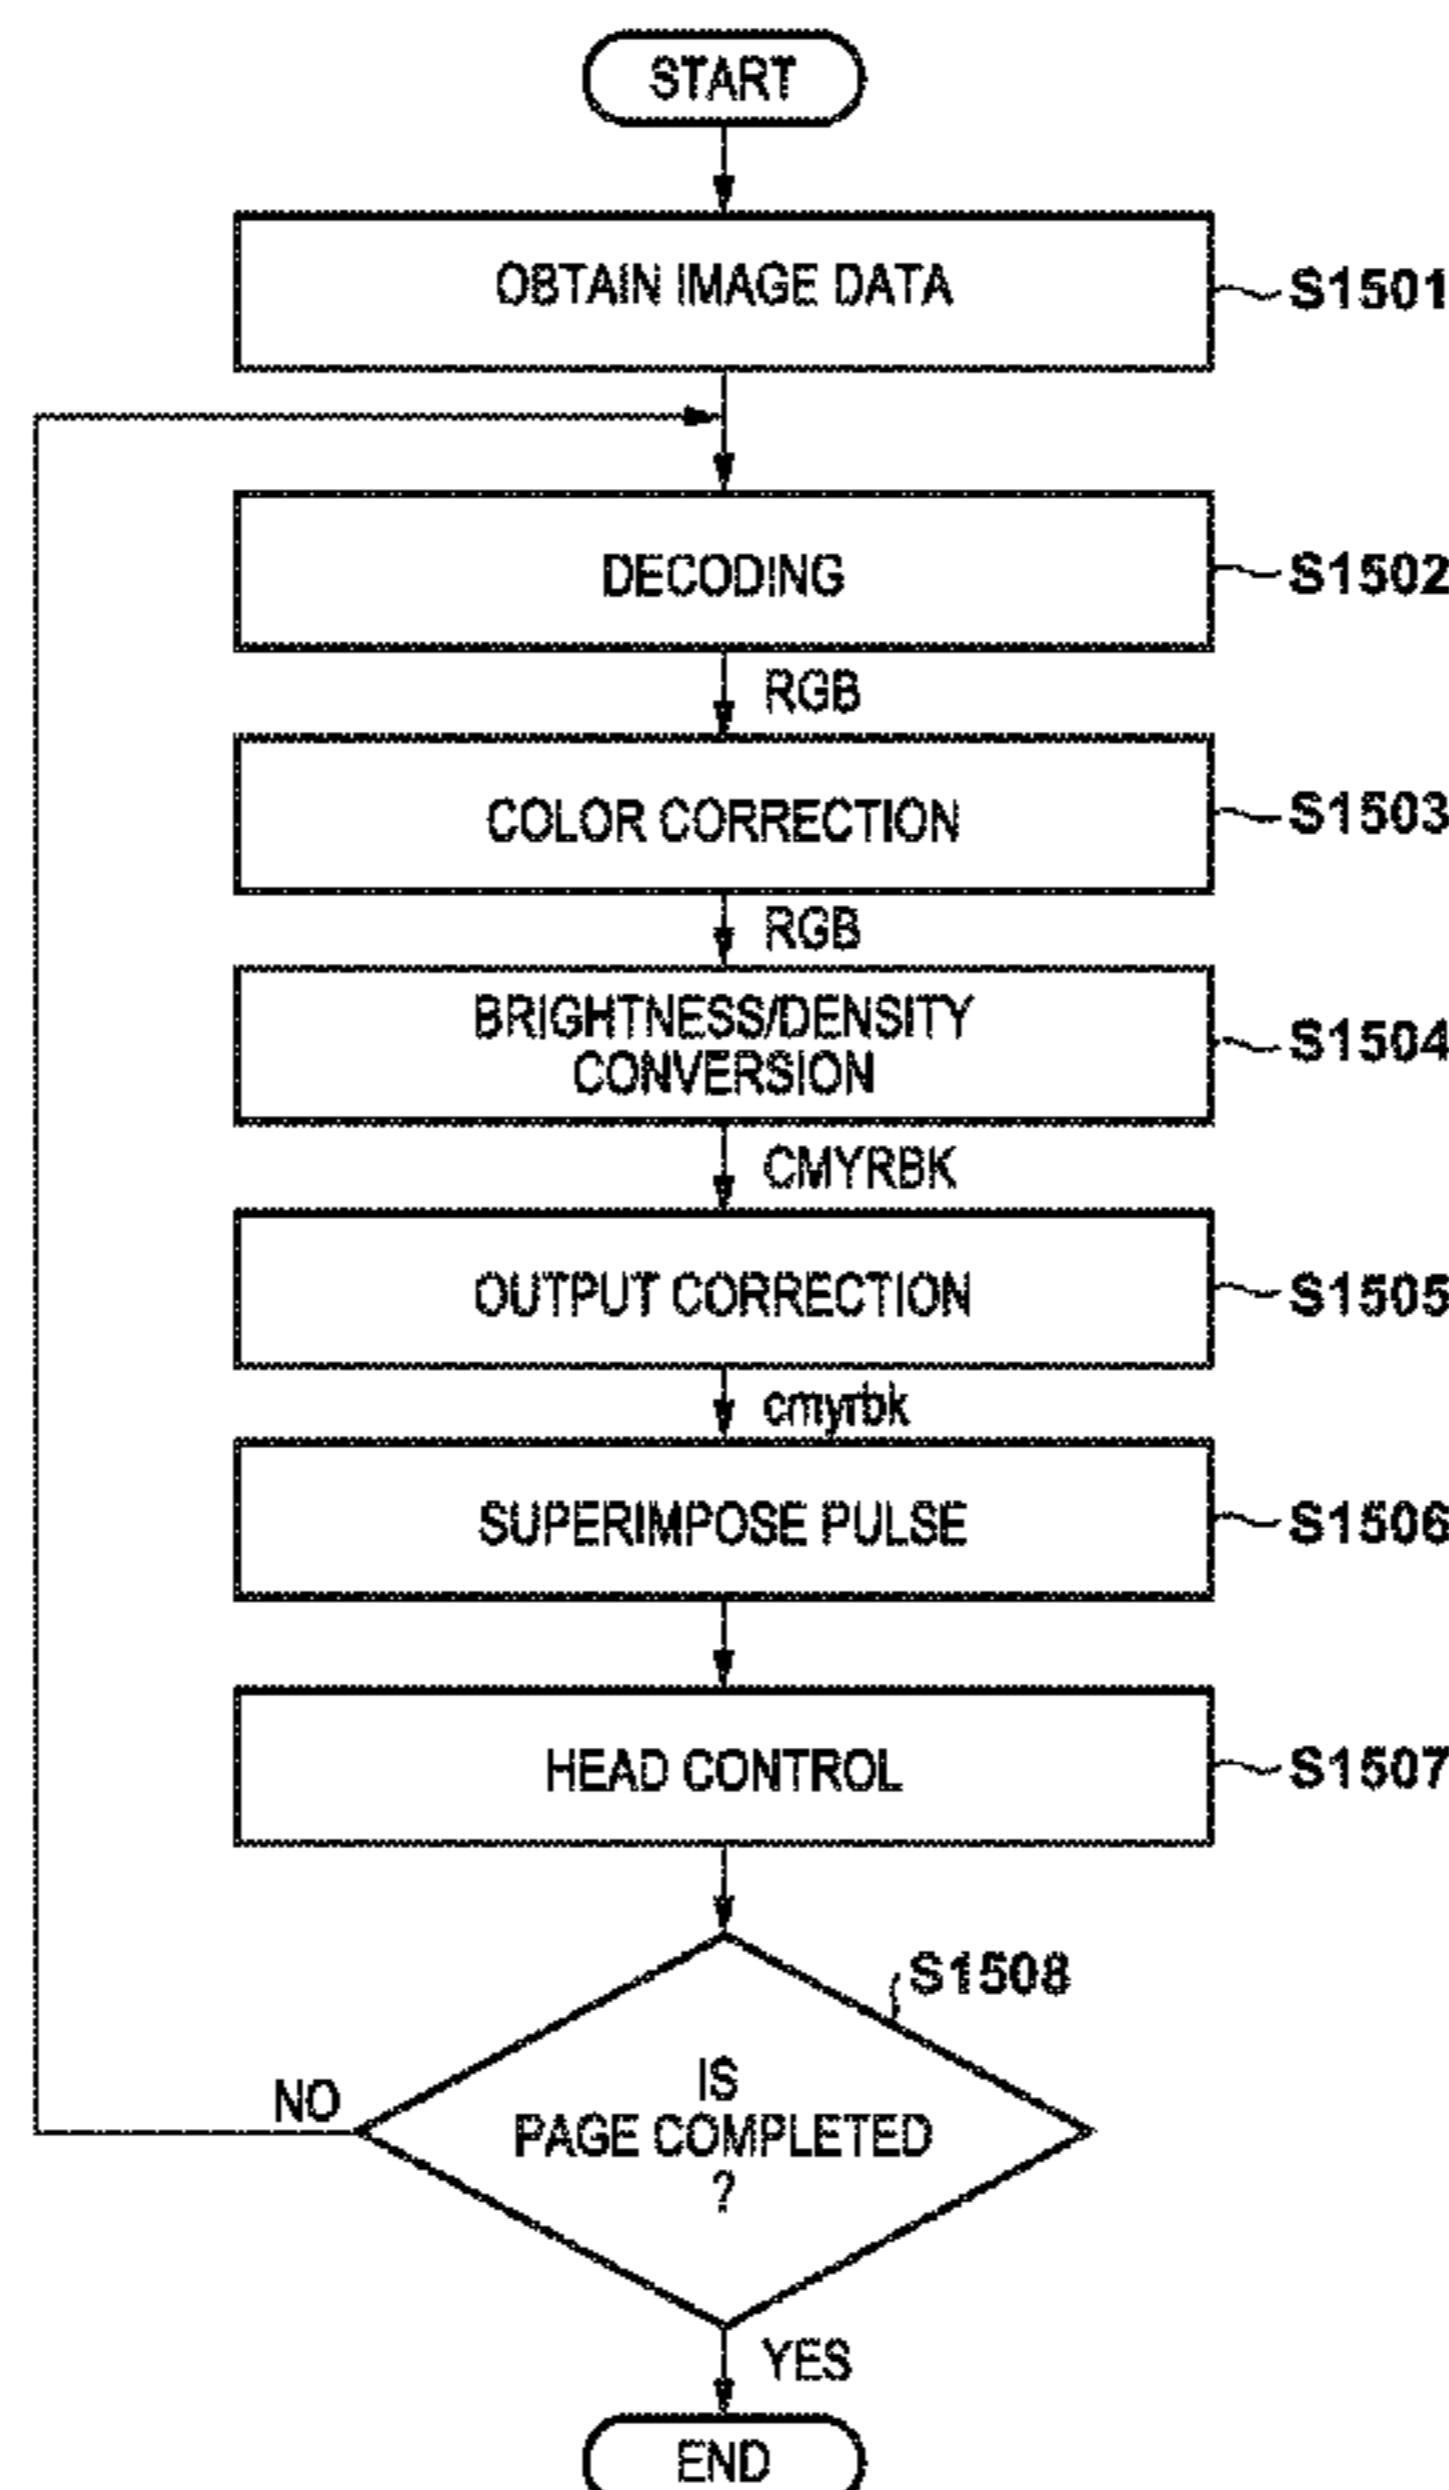 START
OBTAIN IMAGE DATA
S1501
DECODING
S1502
RGB
COLOR CORRECTION
S1503
RGB
BRIGHTNESS/DENSITY
CONVERSION
S1504
CMYRBK
OUTPUT CORRECTION
S1505
cmyrbk
SUPERIMPOSE PULSE
S1506
HEAD CONTROL
S1507
S1508
IS
PAGE COMPLETED
?
NO
YES
END